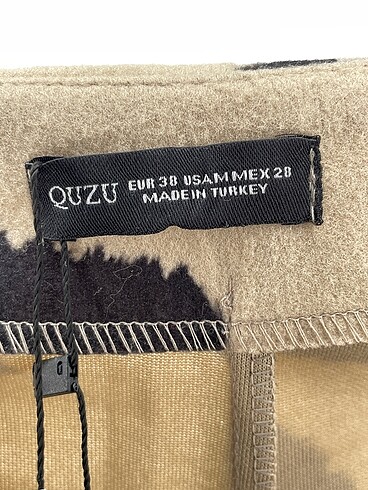 QUZU EUR 38 USA M MEX 28
MADE IN TURKEY